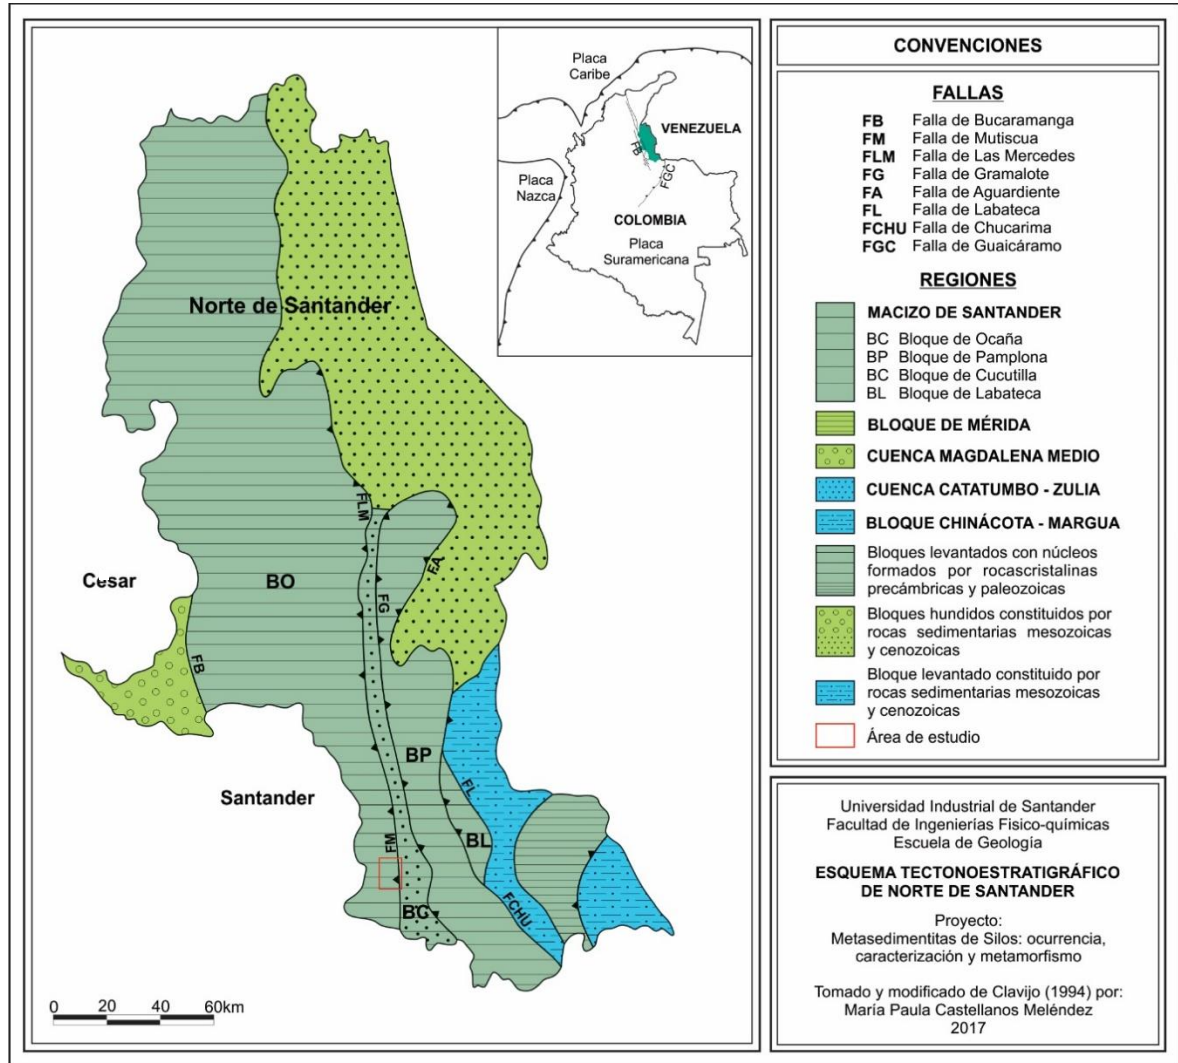 Placa
Caribe
VENEZUELA
FB
Placa
Nazca
FGC
COLOMBIA
Placa
Suramericana
Norte de Santander
FLM
Cesar
BO
FA
FG
FB
BP
FL
Santander
FM
BL
BC
FCHU
0 20 40 60km
CONVENCIONES
FALLAS
FB Falla de Bucaramanga
FM Falla de Mutiscua
FLM Falla de Las Mercedes
FG Falla de Gramalote
FA Falla de Aguardiente
FL Falla de Labateca
FCHU Falla de Chucarima
FGC Falla de Guaicáramo
REGIONES
MACIZO DE SANTANDER
BC Bloque de Ocaña
BP Bloque de Pamplona
BC Bloque de Cucutilla
BL Bloque de Labateca
BLOQUE DE MÉRIDA
CUENCA MAGDALENA MEDIO
CUENCA CATATUMBO - ZULIA
BLOQUE CHINÁCOTA - MARGUA
Bloques levantados con núcleos
formados por rocascristalinas
precámbricas y paleozoicas
Bloques hundidos constituidos por
rocas sedimentarias mesozoicas
y cenozoicas
Bloque levantado constituido por
rocas sedimentarias mesozoicas
y cenozoicas
Área de estudio
Universidad Industrial de Santander
Facultad de Ingenierías Fisico-químicas
Escuela de Geología
ESQUEMA TECTONOESTRATIGRÁFICO
DE NORTE DE SANTANDER
Proyecto:
Metasedimentitas de Silos: ocurrencia,
caracterización y metamorfismo
Tomado y modificado de Clavijo (1994) por:
María Paula Castellanos Meléndez
2017